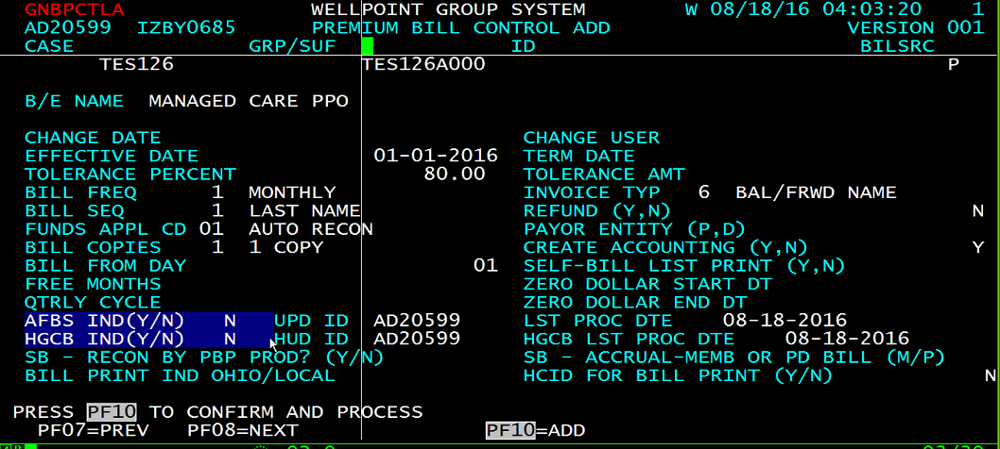 GNBPCTLA WELLPOINT GROUP SYSTEM W 08/18/16 04:03:20 1
AD20599 IZBY0685 PREMIUM BILL CONTROL ADD VERSION 001
CASE GRP/SUF ID BILSRC
TES126 TES126A000 P
B/E NAME MANAGED CARE PPO
CHANGE DATE CHANGE USER
EFFECTIVE DATE 01-01-2016 TERM DATE
TOLERANCE PERCENT 80.00 TOLERANCE AMT
BILL FREQ 1 MONTHLY INVOICE TYP 6 BAL/FRWD NAME
BILL SEQ 1 LAST NAME REFUND (Y,N) N
FUNDS APPL CD 01 AUTO RECON PAYOR ENTITY (P,D)
BILL COPIES 1 1 COPY CREATE ACCOUNTING (Y,N) Y
BILL FROM DAY 01 SELF-BILL LIST PRINT (Y,N)
FREE MONTHS ZERO DOLLAR START DT
QTRLY CYCLE ZERO DOLLAR END DT
AFBS IND(Y/N) N UPD ID AD20599 LST PROC DTE 08-18-2016
HGCB IND(Y/N) N HUD ID AD20599 HGCB LST PROC DTE 08-18-2016
SB - RECON BY PBP PROD? (Y/N) SB - ACCRUAL-MEMB OR PD BILL (M/P)
BILL PRINT IND OHIO/LOCAL HCID FOR BILL PRINT (Y/N) N
PRESS PF10 TO CONFIRM AND PROCESS
PF07=PREV PF08=NEXT PF10=ADD